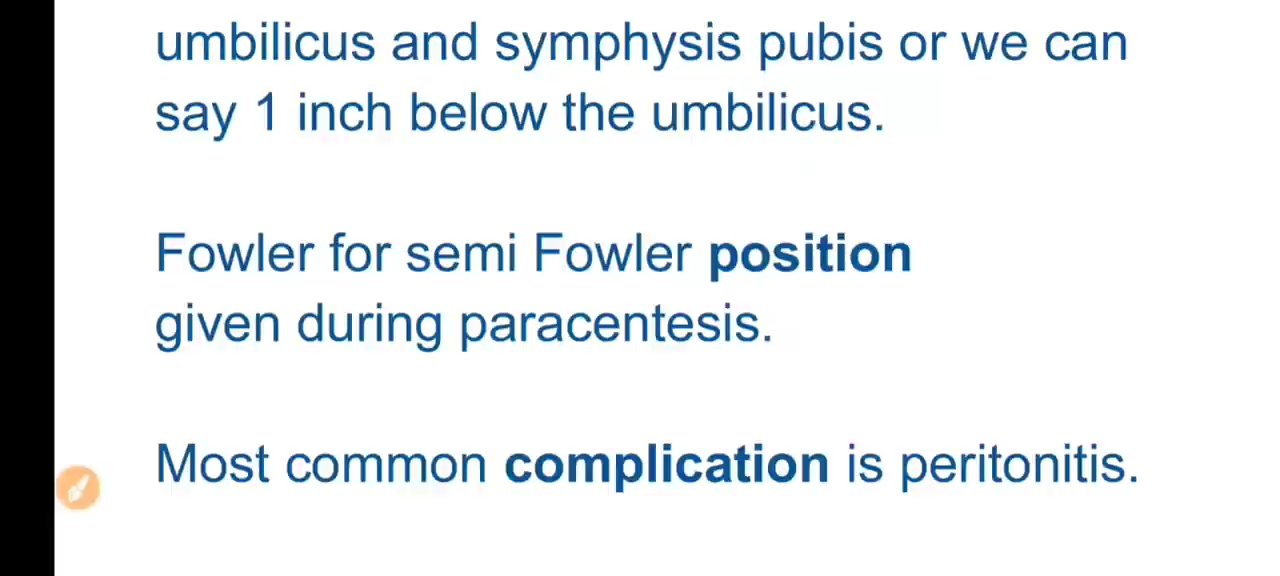 umbilicus and symphysis pubis or we can
say 1 inch below the umbilicus.
Fowler for semi Fowler position
given during paracentesis.
Most common complication is peritonitis.